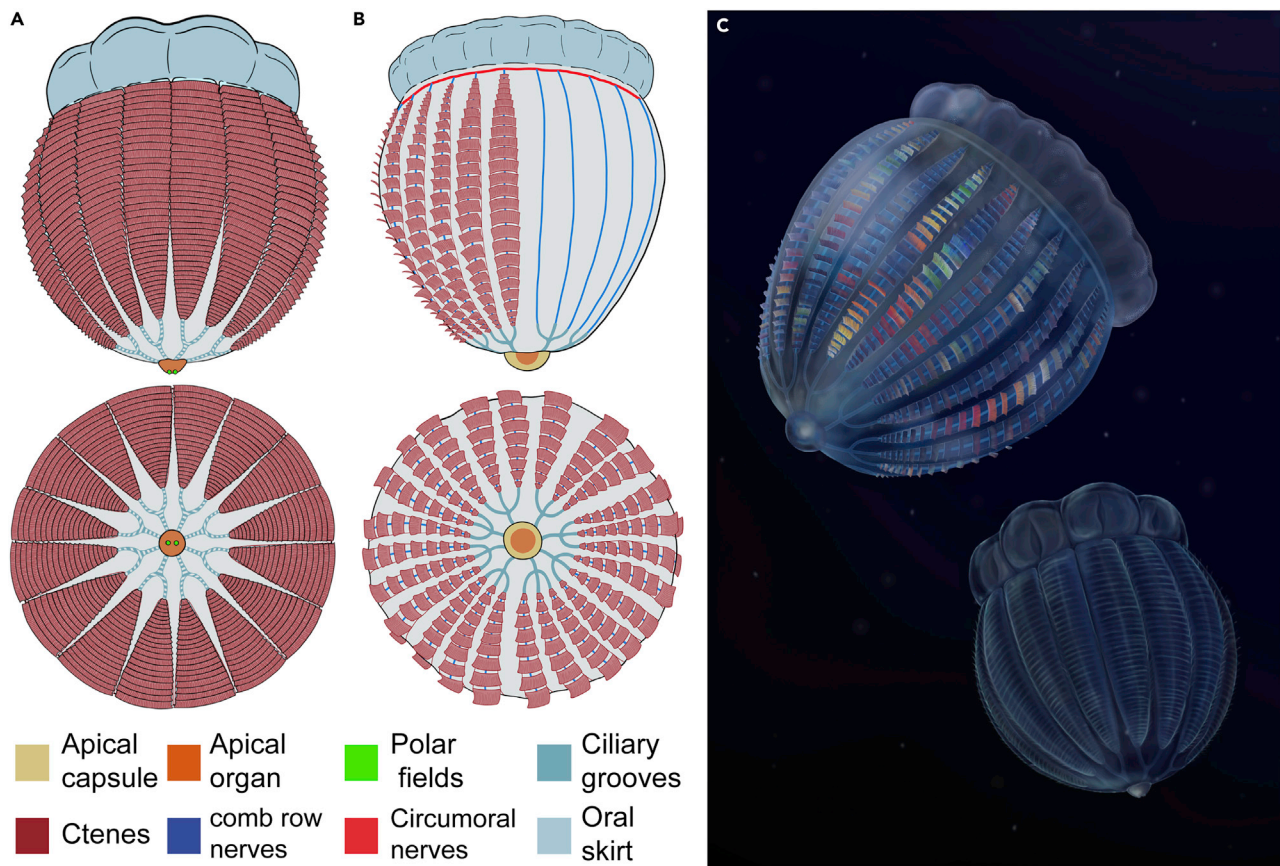 A
B
C
Apical
capsule
Apical
organ
Polar
fields
Ciliary
grooves
Ctenes
comb row
nerves
Circumoral
nerves
Oral
skirt